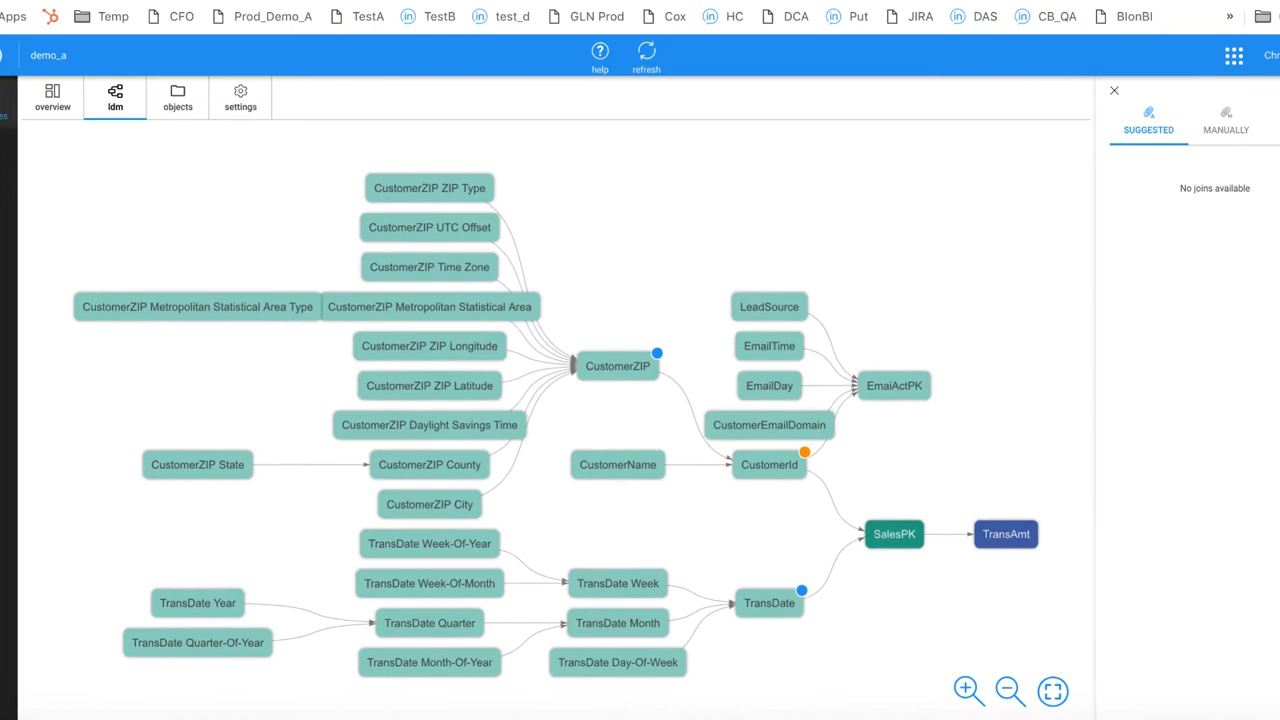 Apps Temp CFO Prod_Demo_A TestA TestB test_d GLN Prod Cox HC DCA Put JIRA DAS CB_QA BIonBI »
demo_a help refresh
overview ldm objects settings
SUGGESTED MANUALLY
No joins available
CustomerZIP ZIP Type
CustomerZIP UTC Offset
CustomerZIP Time Zone
CustomerZIP Metropolitan Statistical Area Type CustomerZIP Metropolitan Statistical Area LeadSource
CustomerZIP ZIP Longitude EmailTime
CustomerZIP
CustomerZIP ZIP Latitude EmailDay EmaiActPK
CustomerZIP Daylight Savings Time CustomerEmailDomain
CustomerZIP State CustomerZIP County CustomerName CustomerId
CustomerZIP City
TransDate Week-Of-Year SalesPK TransAmt
TransDate Week-Of-Month TransDate Week
TransDate Year TransDate
TransDate Quarter TransDate Month
TransDate Quarter-Of-Year
TransDate Month-Of-Year TransDate Day-Of-Week